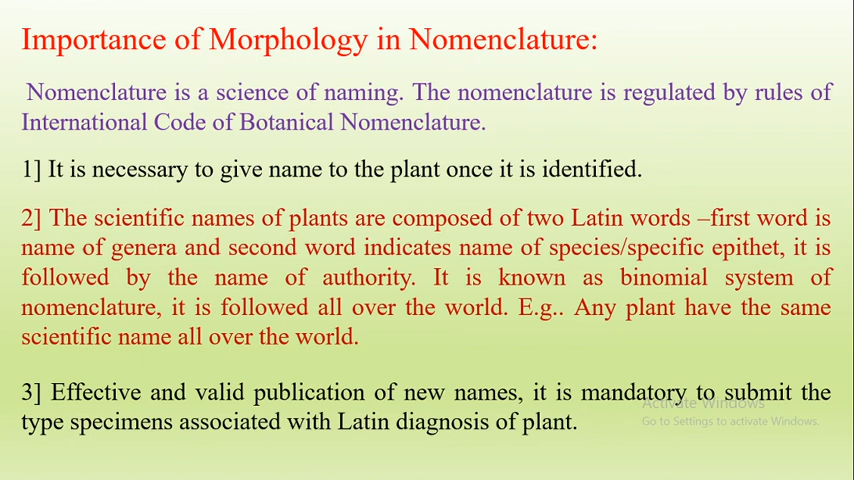 Importance of Morphology in Nomenclature:
Nomenclature is a science of naming. The nomenclature is regulated by rules of
International Code of Botanical Nomenclature.
1] It is necessary to give name to the plant once it is identified.
2] The scientific names of plants are composed of two Latin words –first word is
name of genera and second word indicates name of species/specific epithet, it is
followed by the name of authority. It is known as binomial system of
nomenclature, it is followed all over the world. E.g.. Any plant have the same
scientific name all over the world.
3] Effective and valid publication of new names, it is mandatory to submit the
type specimens associated with Latin diagnosis of plant.
Activate Windows
Go to Settings to activate Windows.